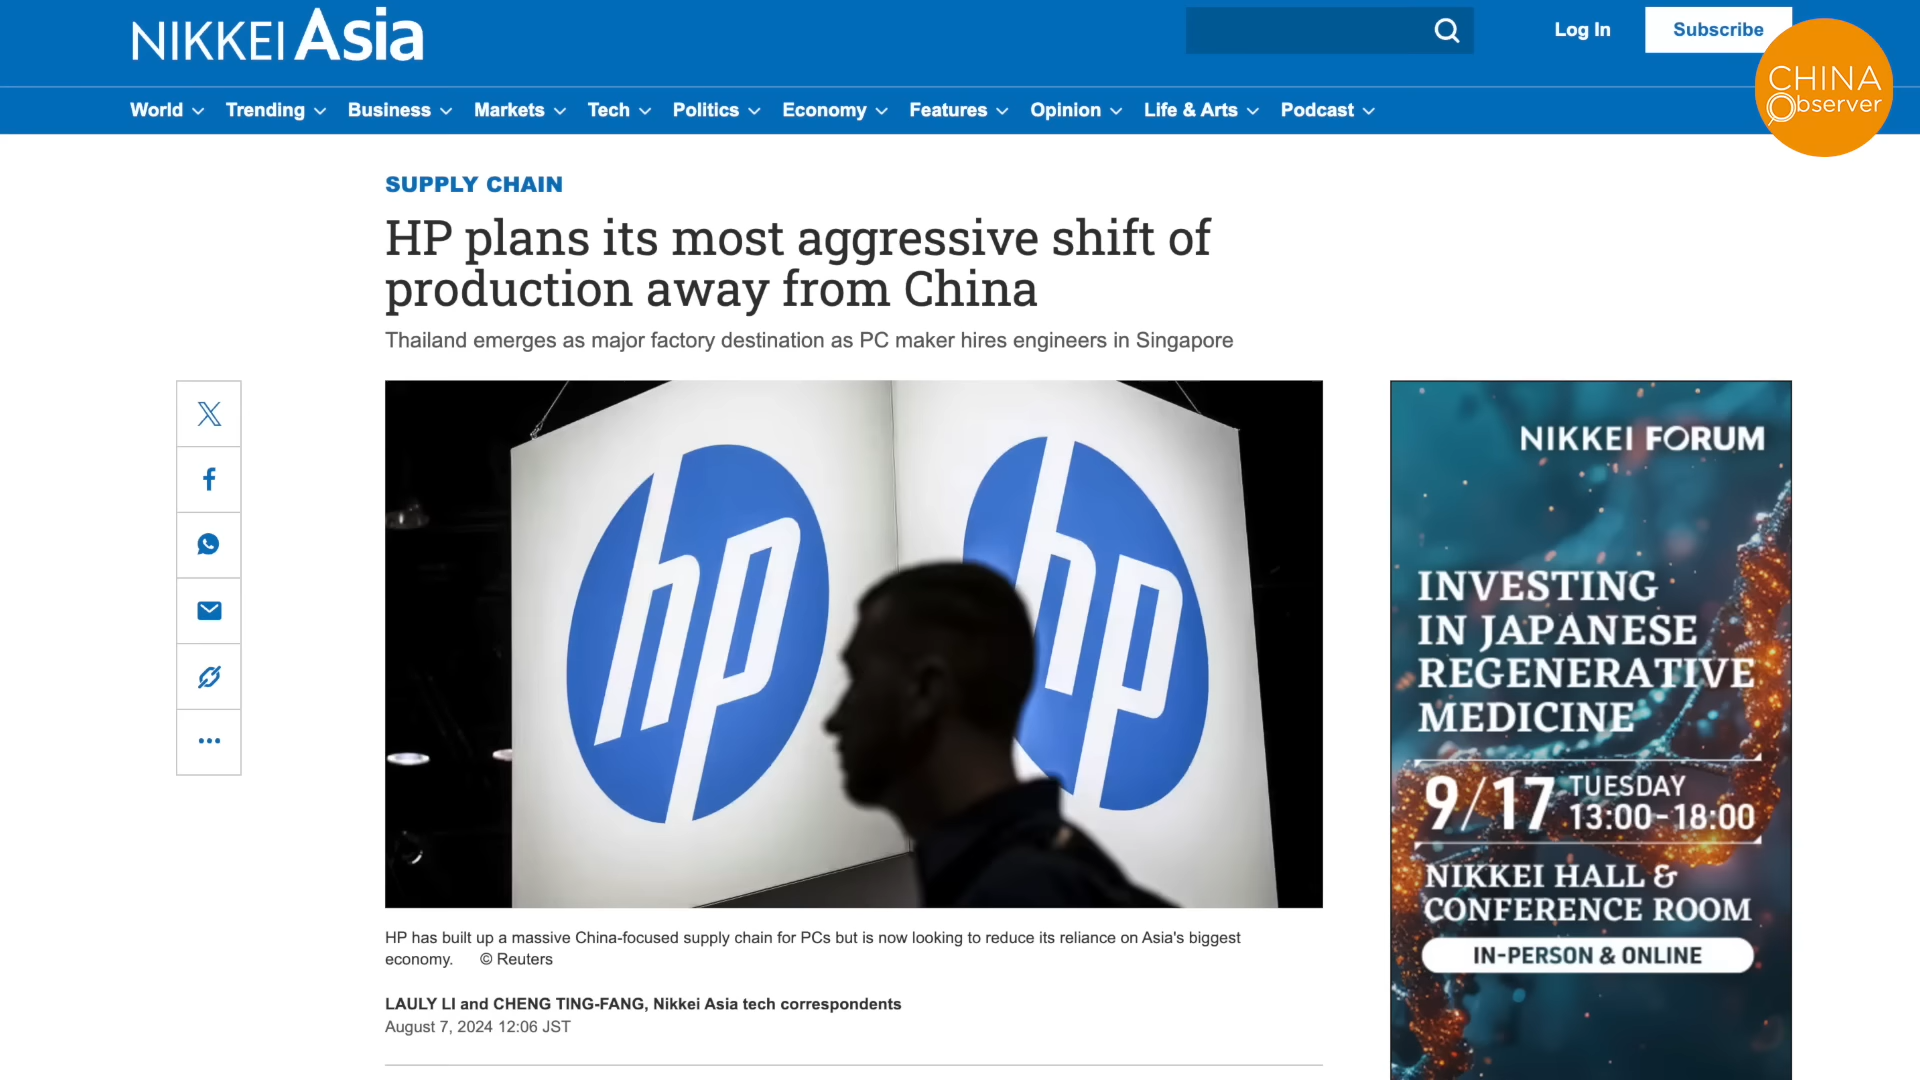 NIKKEI Asia
Log In
Subscribe
CHINA
Observer
World
Trending
Business
Markets
Tech
Politics
Economy
Features
Opinion
Life & Arts
Podcast
SUPPLY CHAIN
HP plans its most aggressive shift of
production away from China
Thailand emerges as major factory destination as PC maker hires engineers in Singapore
hp
hp
HP has built up a massive China-focused supply chain for PCs but is now looking to reduce its reliance on Asia's biggest
economy. © Reuters
LAULY LI and CHENG TING-FANG, Nikkei Asia tech correspondents
August 7, 2024 12:06 JST
NIKKEI FORUM
INVESTING
IN JAPANESE
REGENERATIVE
MEDICINE
9/17 TUESDAY
13:00-18:00
NIKKEI HALL &
CONFERENCE ROOM
IN-PERSON & ONLINE